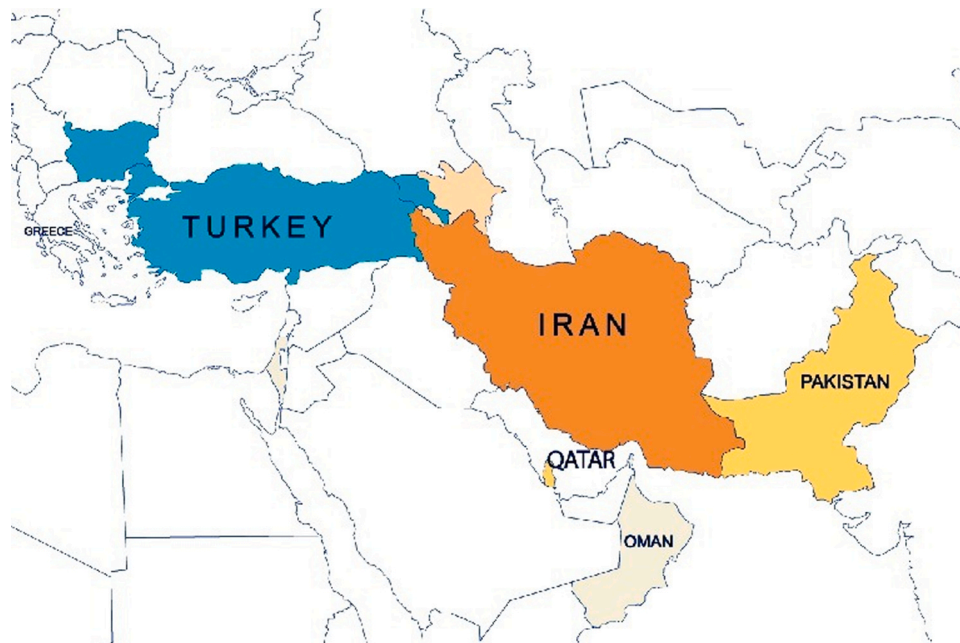 TURKEY
GREECE
IRAN
PAKISTAN
QATAR
OMAN